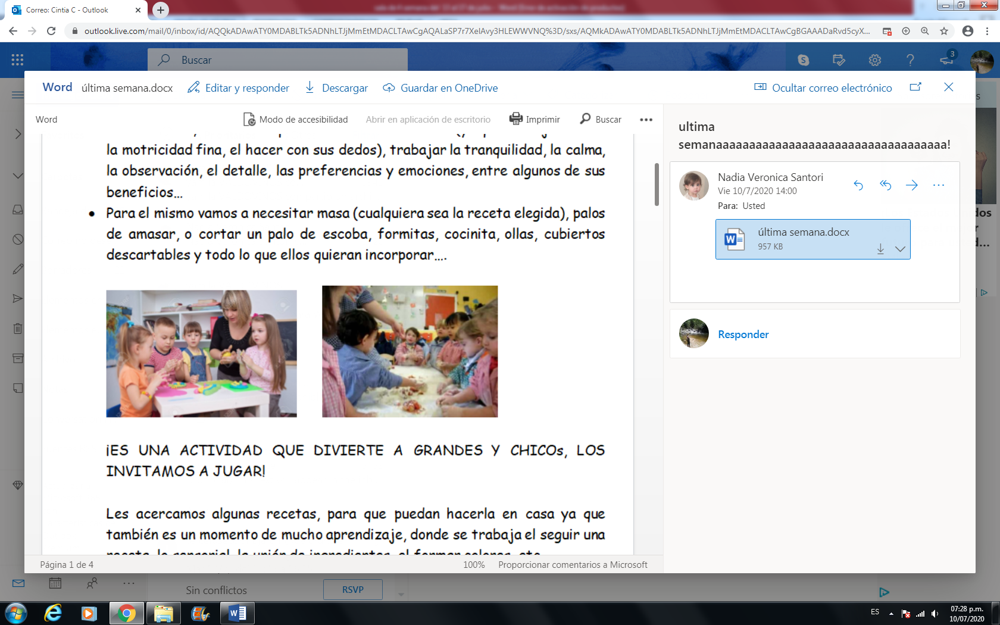 Correo: Cintia C - Outlook
outlook.live.com/mail/0/inbox/id/AQQkADAwATY0MDABLTk5ADNhLTJjMmEtMDACLTAwCgAQALaSP7r7XelAvy3HLEWWVNQ%3D/sxs/AQMkADAwATY0MDABLTk5ADNhLTJjMmEtMDACLTAwCgBGAAADaRvd5cyX...
Buscar
3
Word última semana.docx Editar y responder Descargar Guardar en OneDrive Ocultar correo electrónico
Word Modo de accesibilidad Abrir en aplicación de escritorio Imprimir Buscar
la motricidad fina, el hacer con sus dedos), trabajar la tranquilidad, la calma,
la observación, el detalle, las preferencias y emociones, entre algunos de sus
beneficios...
• Para el mismo vamos a necesitar masa (cualquiera sea la receta elegida), palos
de amasar, o cortar un palo de escoba, formitas, cocinita, ollas, cubiertos
descartables y todo lo que ellos quieran incorporar....
¡ES UNA ACTIVIDAD QUE DIVIERTE A GRANDES Y CHICOs, LOS
INVITAMOS A JUGAR!
Les acercamos algunas recetas, para que puedan hacerla en casa ya que
también es un momento de mucho aprendizaje, donde se trabaja el seguir una
Página 1 de 4 100% Proporcionar comentarios a Microsoft
ultima
semanaaaaaaaaaaaaaaaaaaaaaaaaaaaaaaaaaaa!
Nadia Veronica Santori
Vie 10/7/2020 14:00
Para: Usted
última semana.docx
957 KB
Responder
Sin conflictos RSVP
ES
07:28 p.m.
10/07/2020